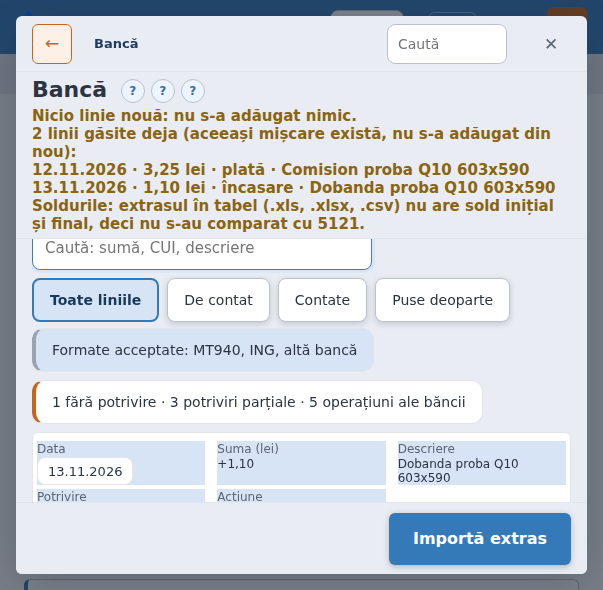 ← Bancă Caută ✕
Bancă ? ? ?
Nicio linie nouă: nu s-a adăugat nimic.
2 linii găsite deja (aceeași mișcare există, nu s-a adăugat din
nou):
12.11.2026 · 3,25 lei · plată · Comision proba Q10 603x590
13.11.2026 · 1,10 lei · încasare · Dobanda proba Q10 603x590
Soldurile: extrasul în tabel (.xls, .xlsx, .csv) nu are sold inițial
și final, deci nu s-au comparat cu 5121.
Caută: sumă, CUI, descriere
Toate liniile De contat Contate Puse deoparte
Formate acceptate: MT940, ING, altă bancă
1 fără potrivire · 3 potriviri parțiale · 5 operațiuni ale băncii
Data Suma (lei) Descriere
13.11.2026 +1,10 Dobanda proba Q10
603x590
Potrivire Acțiune
Importă extras